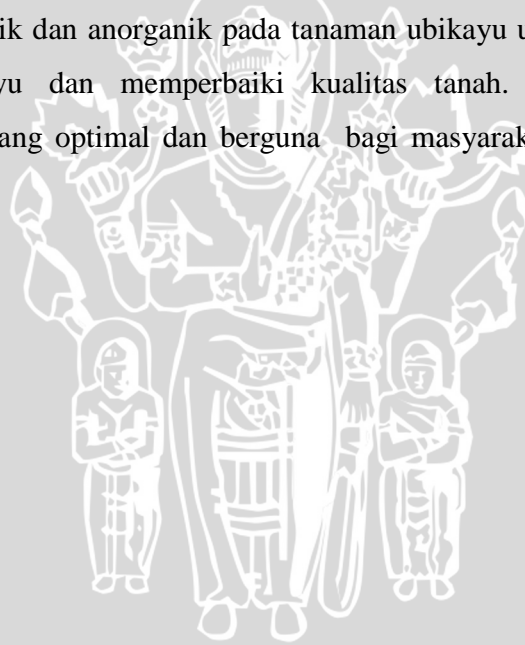 ik dan anorganik pada tanaman ubikayu u
yu dan memperbaiki kualitas tanah.
ang optimal dan berguna bagi masyarak